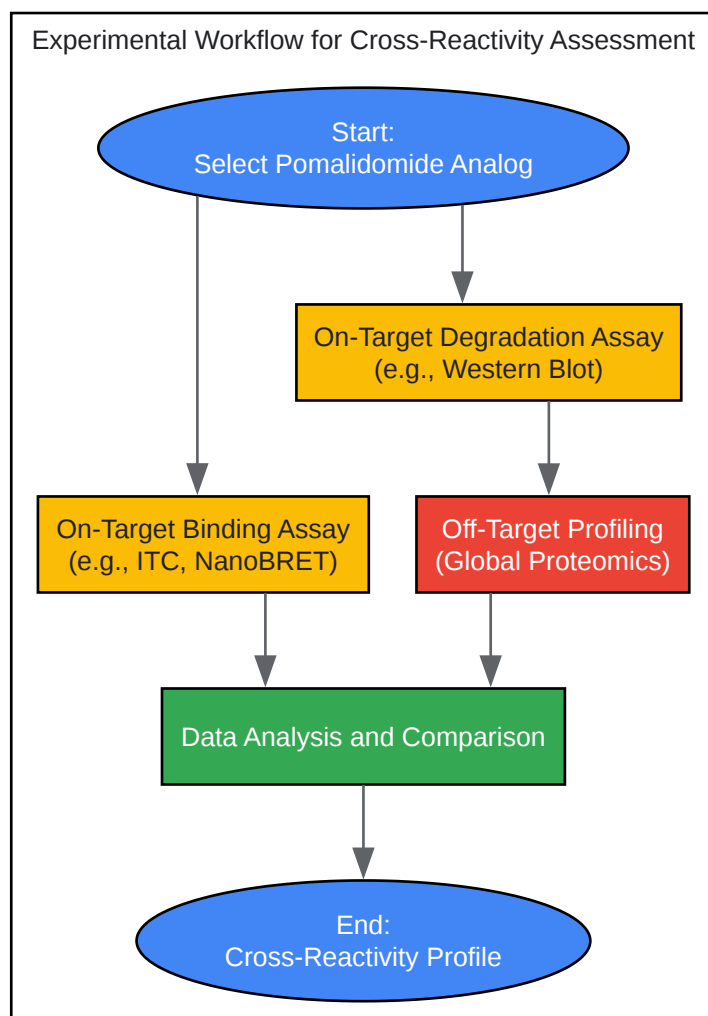 Experimental Workflow for Cross-Reactivity Assessment
Start:
Select Pomalidomide Analog
On-Target Degradation Assay
(e.g., Western Blot)
On-Target Binding Assay
(e.g., ITC, NanoBRET)
Off-Target Profiling
(Global Proteomics)
Data Analysis and Comparison
End:
Cross-Reactivity Profile